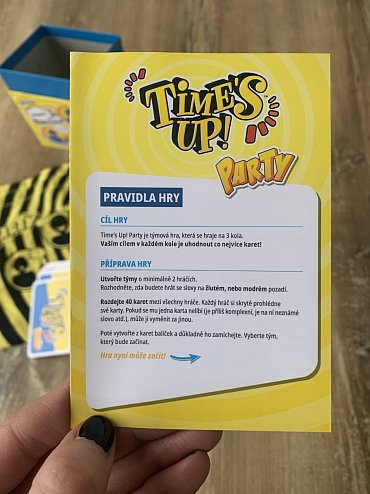 TIME'S
UP!
PARTY
PRAVIDLA HRY
CÍL HRY
Time's Up! Party je týmová hra, která se hraje na 3 kola.
Vaším cílem v každém kole je uhodnout co nejvíce karet!
PŘÍPRAVA HRY
Utvořte týmy o minimálně 2 hráčích.
Rozhodněte, zda budete hrát se slovy na žlutém, nebo modrém pozadí.
Rozdejte 40 karet mezi všechny hráče. Každý hráč si skrytě prohlédne
své karty. Pokud se mu jedna karta nelíbí (je příliš komplexní, je na ní neznámé
slovo atd.), může ji vyměnit za jinou.
Poté vytvořte z karet balíček a důkladně ho zamíchejte. Vyberte tým,
který bude začínat.
Hra nyní může začít!